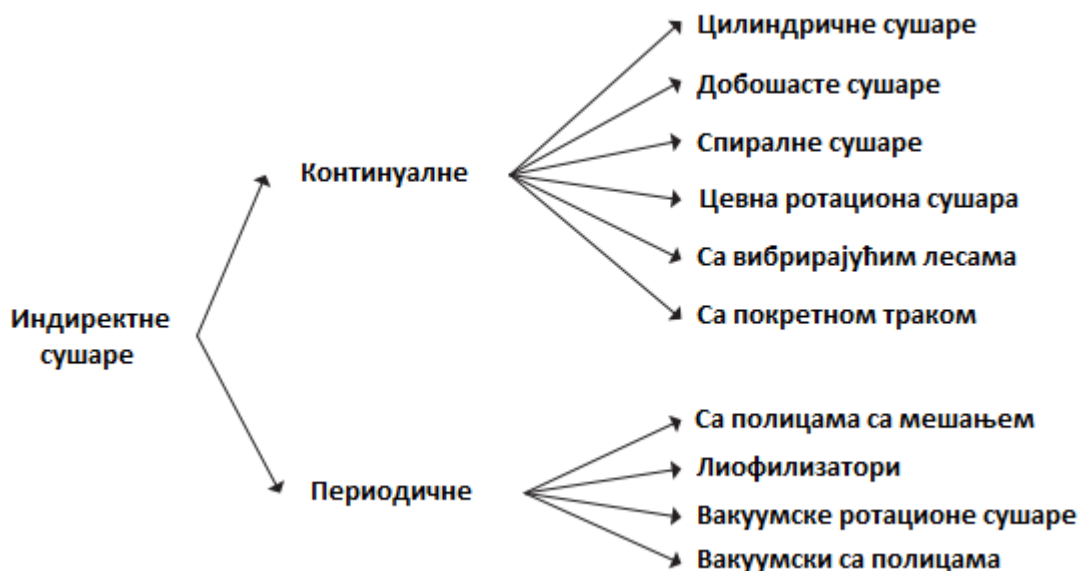 Индиректне
сушаре
Континуалне
Цилиндричне сушаре
Добошасте сушаре
Спиралне сушаре
Цевна ротациона сушара
Са вибрирајућим лесама
Са покретном траком
Периодичне
Са полицама са мешањем
Лиофилизатори
Вакуумске ротационе сушаре
Вакуумски са полицама